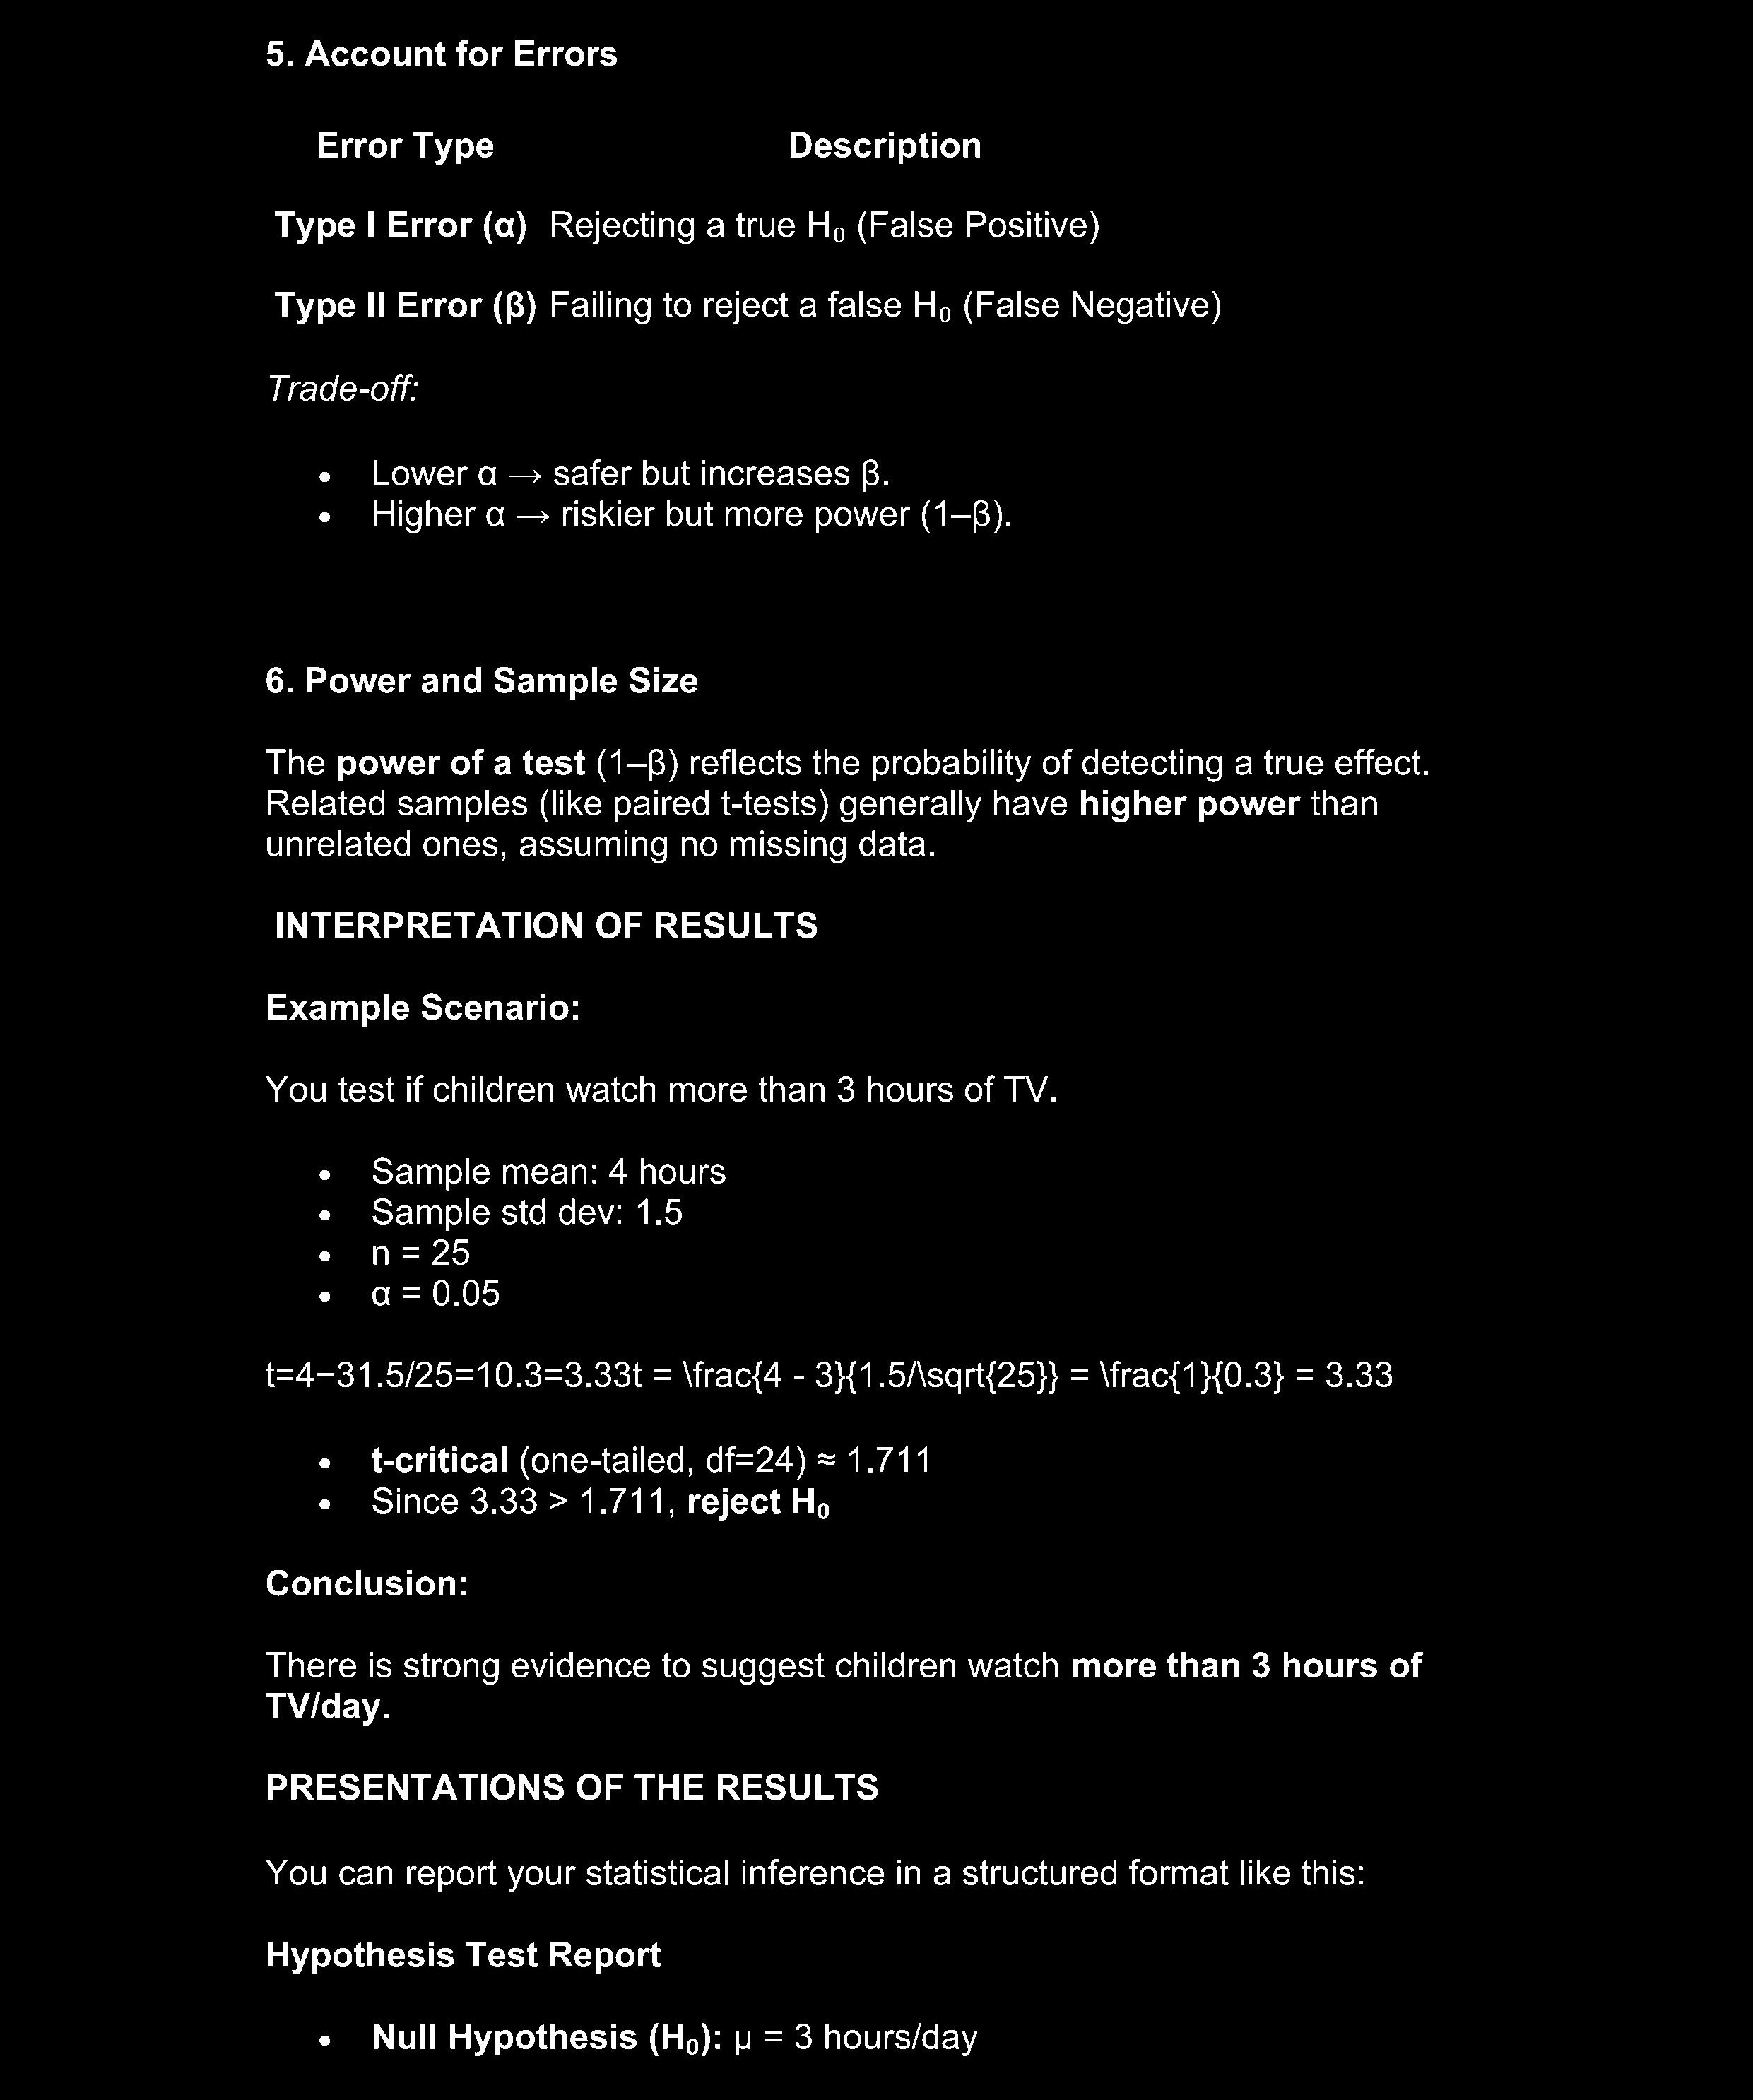 5. Account for Errors
Error Type Description
Type I Error (α) Rejecting a true H₀ (False Positive)
Type II Error (β) Failing to reject a false H₀ (False Negative)
Trade-off:
• Lower α → safer but increases β.
• Higher α → riskier but more power (1–β).
6. Power and Sample Size
The power of a test (1–β) reflects the probability of detecting a true effect.
Related samples (like paired t-tests) generally have higher power than
unrelated ones, assuming no missing data.
INTERPRETATION OF RESULTS
Example Scenario:
You test if children watch more than 3 hours of TV.
• Sample mean: 4 hours
• Sample std dev: 1.5
• n = 25
• α = 0.05
t=4−31.5/25=10.3=3.33t = \frac{4 - 3}{1.5/\sqrt{25}} = \frac{1}{0.3} = 3.33
• t-critical (one-tailed, df=24) ≈ 1.711
• Since 3.33 > 1.711, reject H₀
Conclusion:
There is strong evidence to suggest children watch more than 3 hours of
TV/day.
PRESENTATIONS OF THE RESULTS
You can report your statistical inference in a structured format like this:
Hypothesis Test Report
• Null Hypothesis (H₀): μ = 3 hours/day